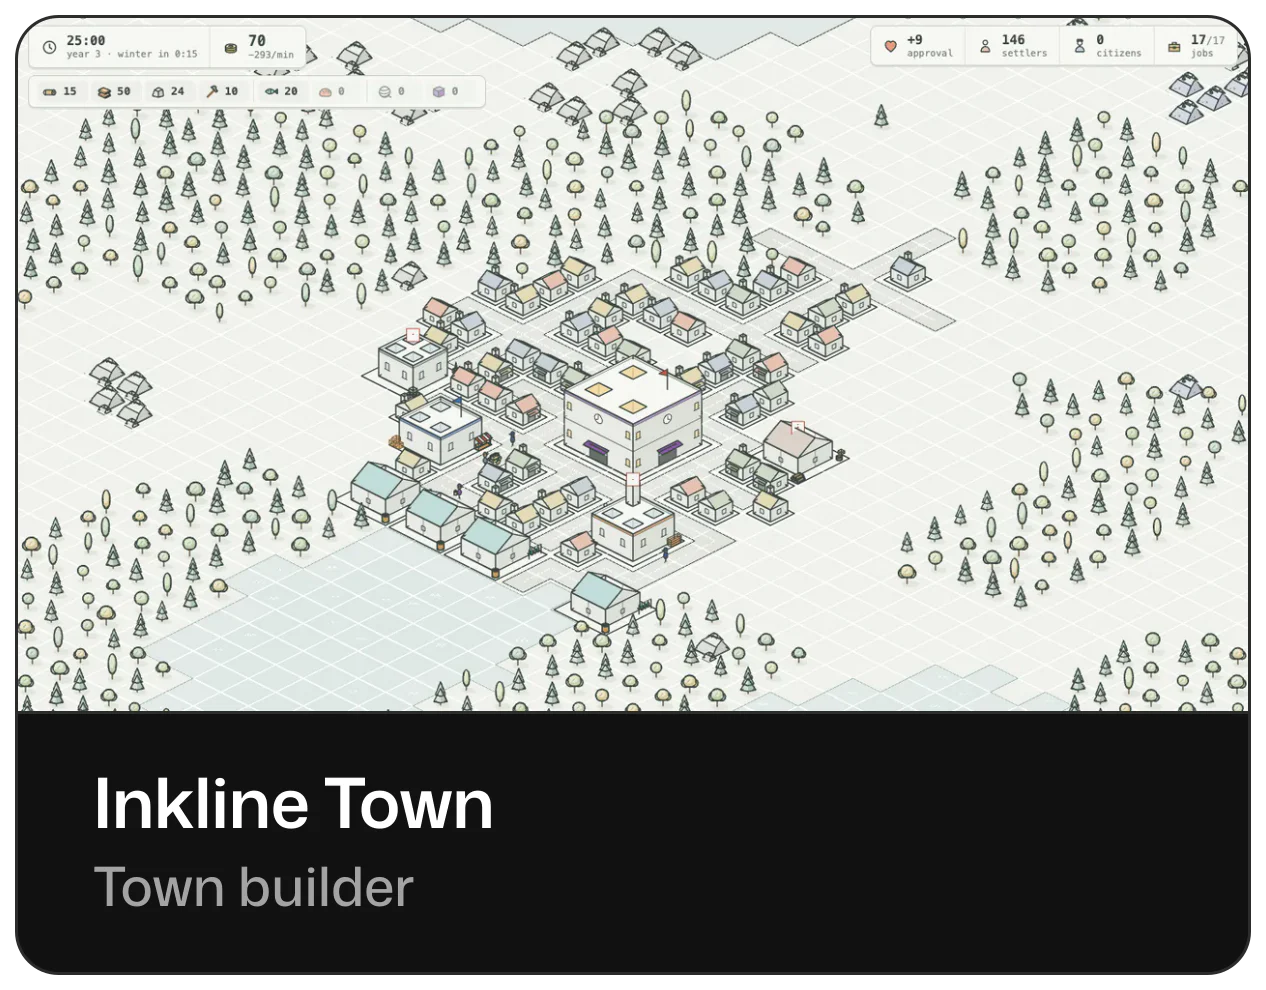 25:00
year 3 · winter in 0:15
70
−293/min
+9
approval
146
settlers
0
citizens
17/17
jobs
15 50 24 10 20 0 0 0
Inkline Town
Town builder